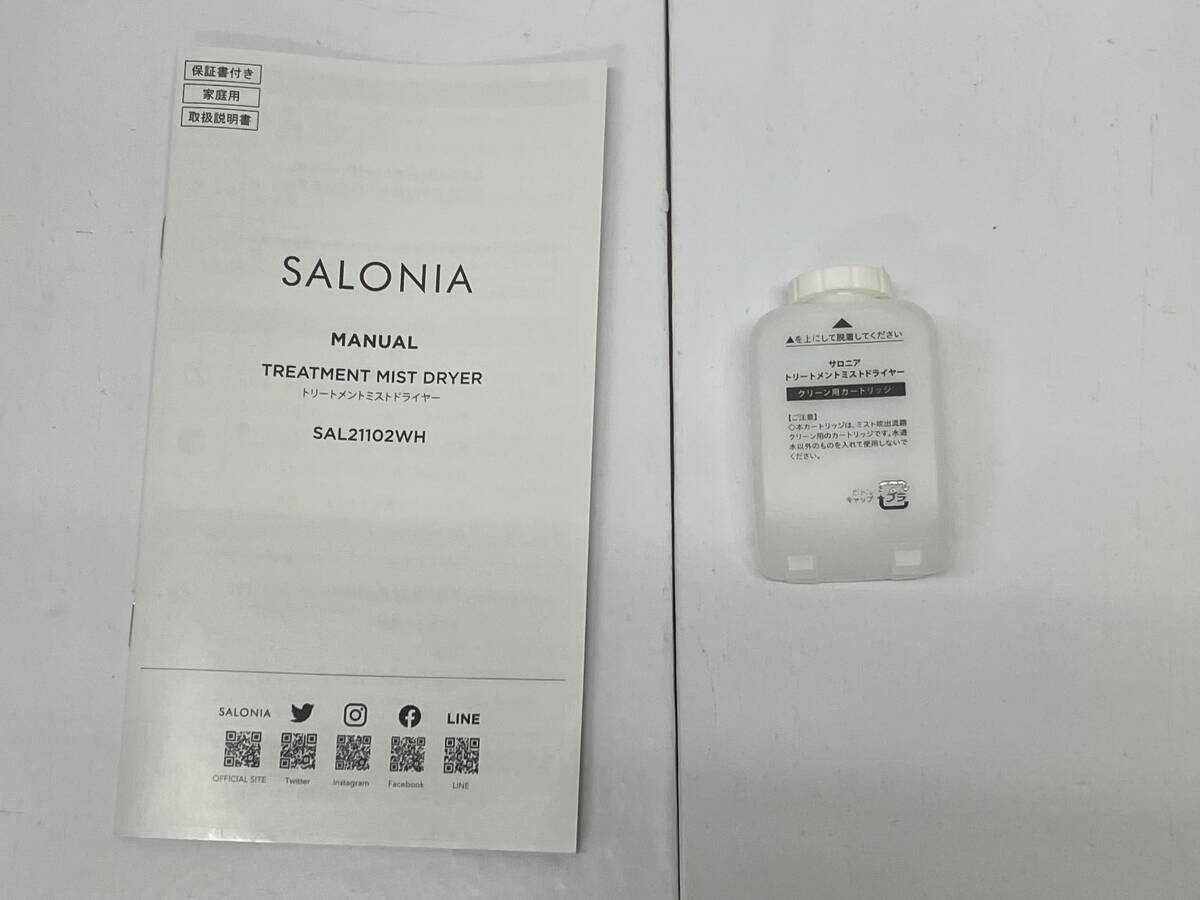 保証書付き
家庭用
取扱説明書
SALONIA
MANUAL
TREATMENT MIST DRYER
トリートメントミストドライヤー
SAL21102WH
SALONIA
LINE
OFFICIAL SITE
Twitter
Instagram
Facebook
LINE
▲を上にして脱着してください
サロニア
トリートメントミストドライヤー
クリーン用カートリッジ
【ご注意】
◇本カートリッジは、ミスト吹出流路
クリーン用のカートリッジです。水道
水以外のものを入れて使用しないで
ください。
キャップ
プラ